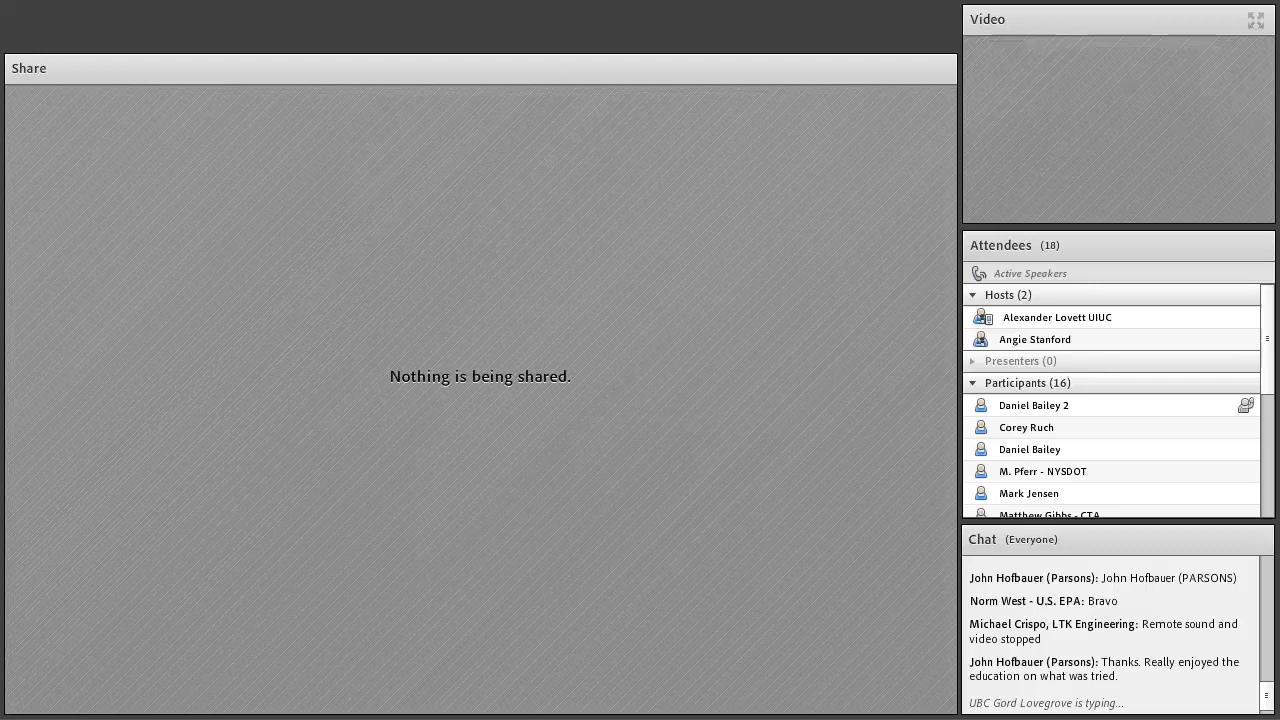 Share
Nothing is being shared.
Video
Attendees (18)
Active Speakers
Hosts (2)
Alexander Lovett UIUC
Angie Stanford
Presenters (0)
Participants (16)
Daniel Bailey 2
Corey Ruch
Daniel Bailey
M. Pferr - NYSDOT
Mark Jensen
Matthew Gibbs - CTA
Chat (Everyone)
John Hofbauer (Parsons): John Hofbauer (PARSONS)
Norm West - U.S. EPA: Bravo
Michael Crispo, LTK Engineering: Remote sound and
video stopped
John Hofbauer (Parsons): Thanks. Really enjoyed the
education on what was tried.
UBC Gord Lovegrove is typing...